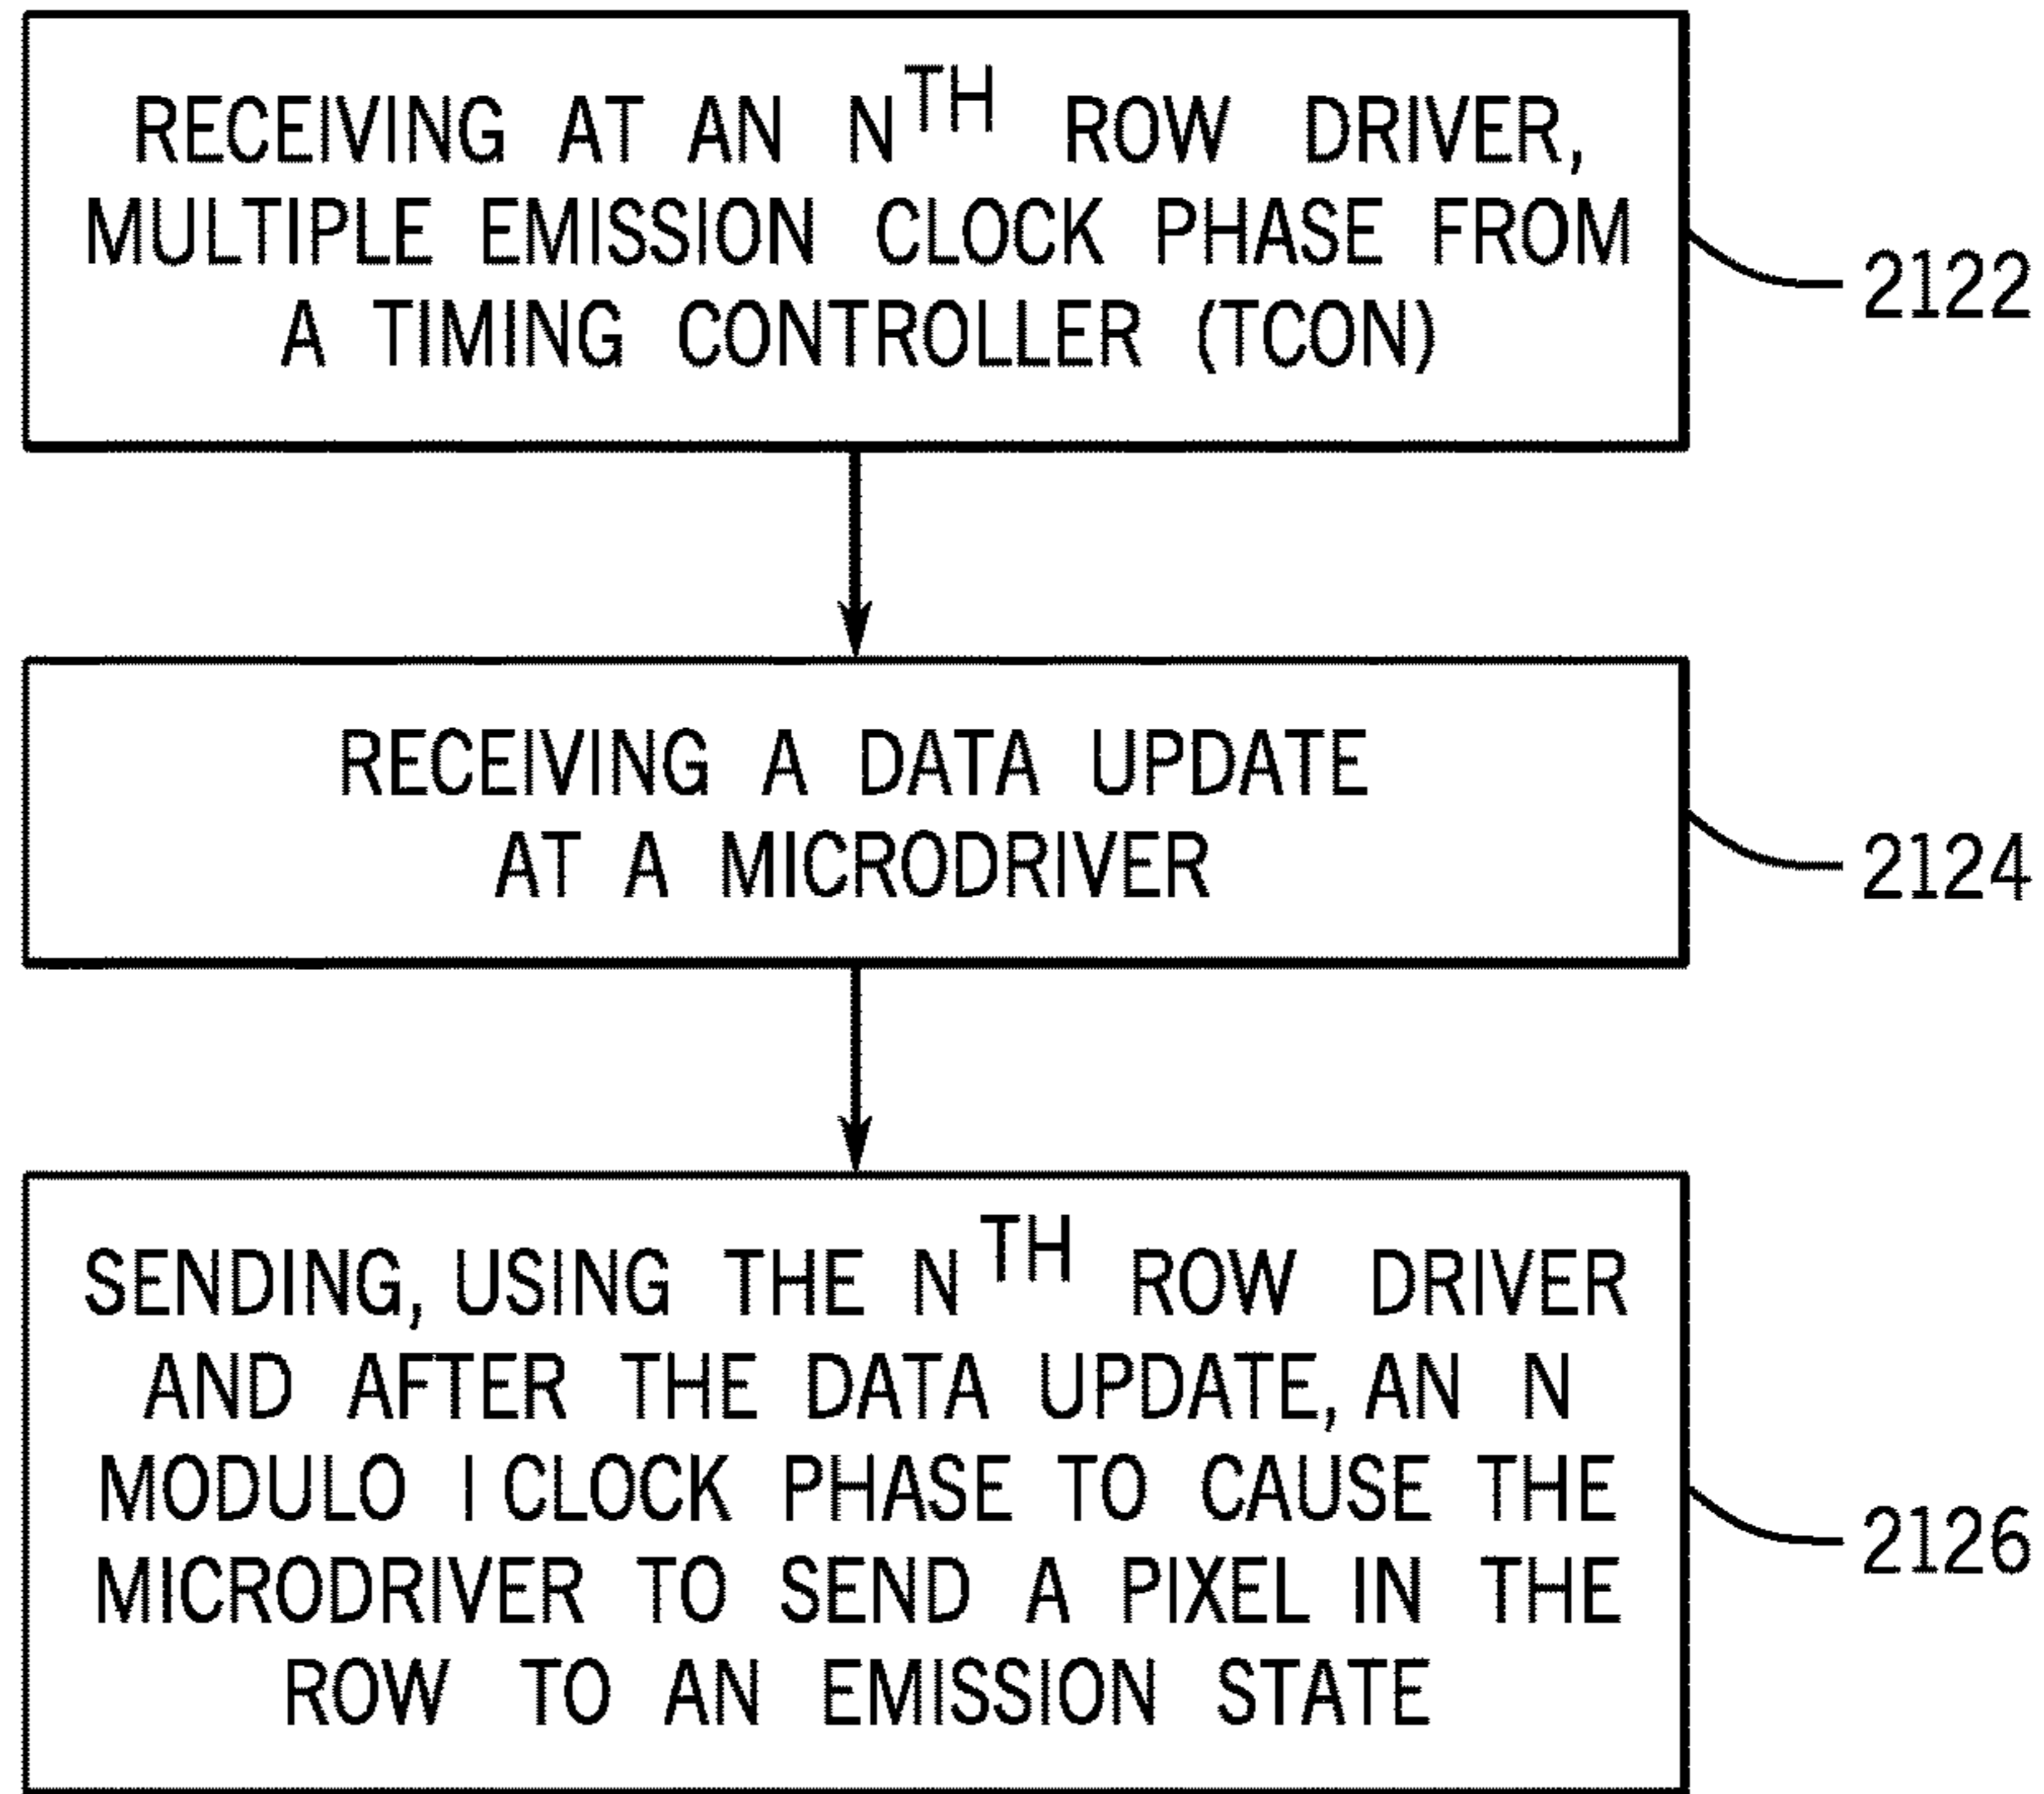 RECEIVING AT AN NTH ROW DRIVER,
MULTIPLE EMISSION CLOCK PHASE FROM
A TIMING CONTROLLER (TCON)
2122
RECEIVING A DATA UPDATE
AT A MICRODRIVER
2124
SENDING, USING THE NTH ROW DRIVER
AND AFTER THE DATA UPDATE, AN N
MODULO I CLOCK PHASE TO CAUSE THE
MICRODRIVER TO SEND A PIXEL IN THE
ROW TO AN EMISSION STATE
2126